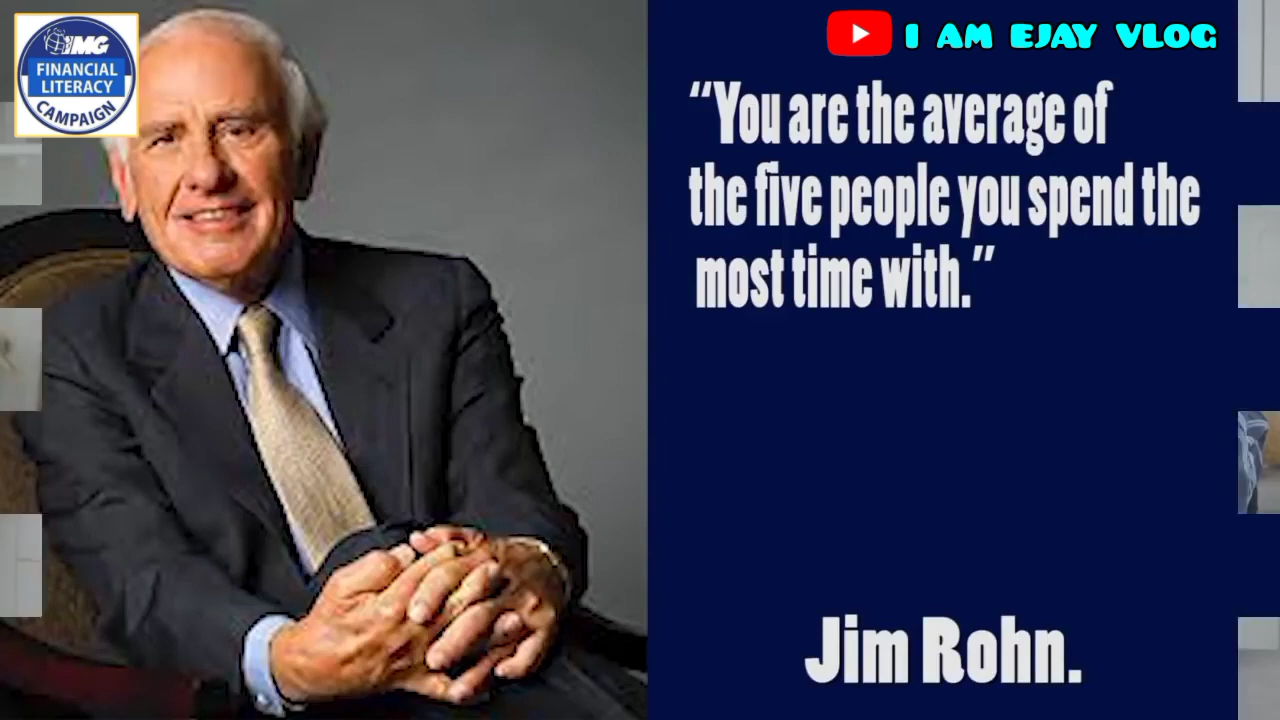 IMG
FINANCIAL
LITERACY
CAMPAIGN
I AM EJAY VLOG
“You are the average of
the five people you spend the
most time with.”
Jim Rohn.